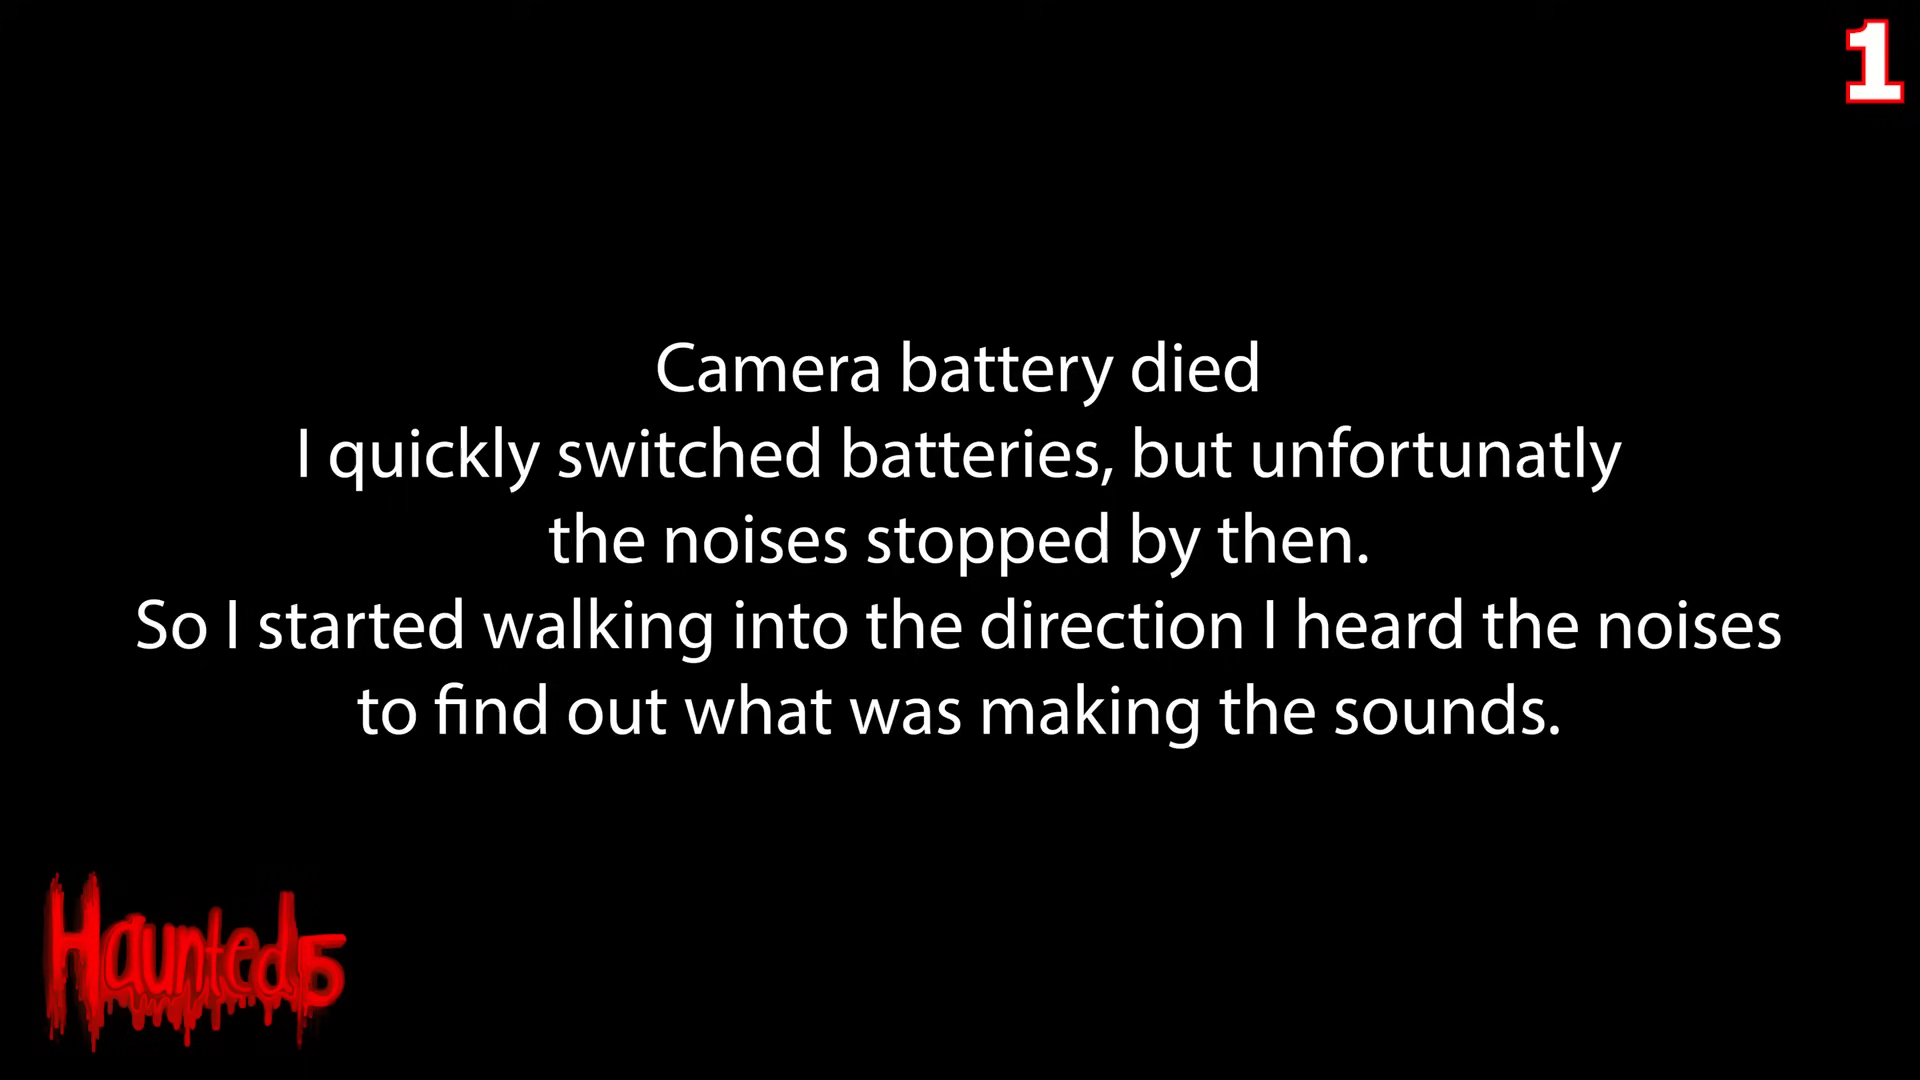 1
Camera battery died
I quickly switched batteries, but unfortunatly
the noises stopped by then.
So I started walking into the direction I heard the noises
to find out what was making the sounds.
Haunted5